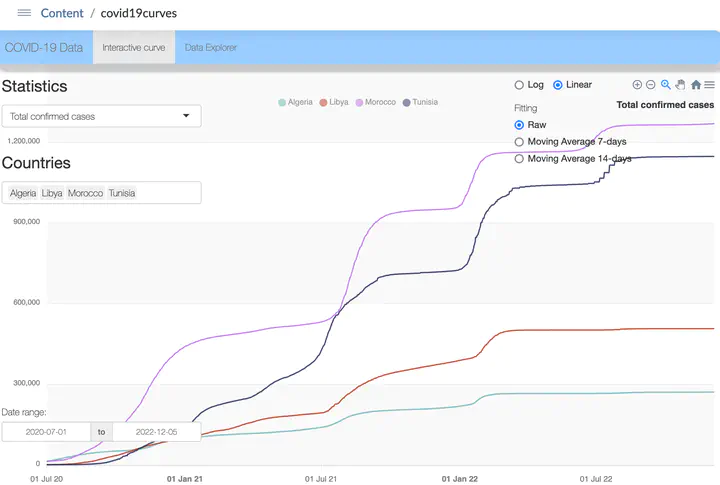 Content / covid19curves
COVID-19 Data Interactive curve Data Explorer
Statistics
Total confirmed cases
Countries
Algeria Libya Morocco Tunisia
Algeria Libya Morocco Tunisia
Log Linear
Fitting
Raw
Moving Average 7-days
Moving Average 14-days
Total confirmed cases
1,200,000
900,000
600,000
300,000
0
Date range:
2020-07-01 to 2022-12-05
01 Jul 20 01 Jan 21 01 Jul 21 01 Jan 22 01 Jul 22